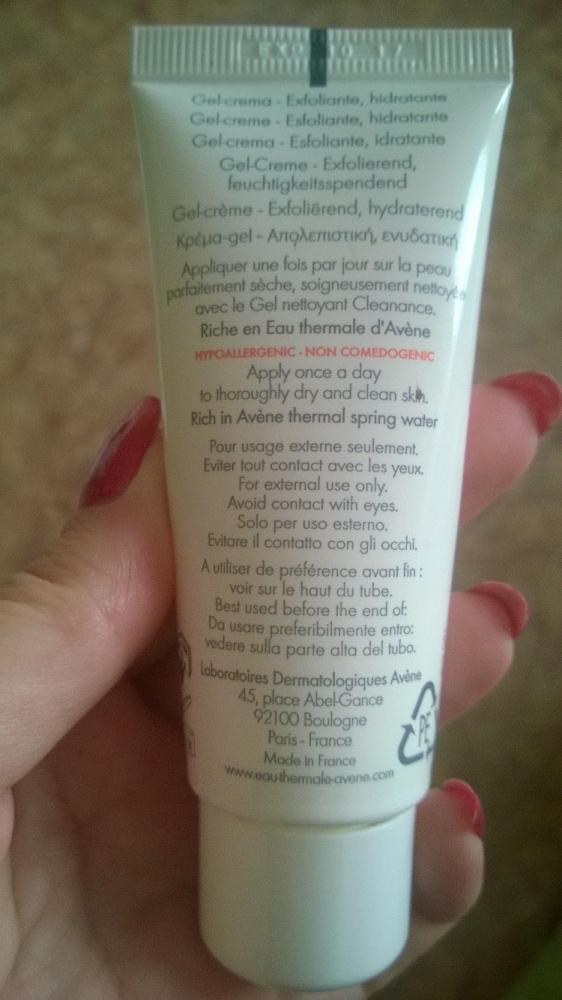 EXP 10 17
Gel-crema - Exfoliante, hidratante
Gel-creme - Esfoliante, hidratante
Gel-crema - Esfoliante, idratante
Gel-Creme - Exfolierend,
feuchtigkeitsspendend
Gel-crème - Exfoliërend, hydraterend
Κρέμα-gel - Απολεπιστική, ενυδατική
Appliquer une fois par jour sur la peau
parfaitement sèche, soigneusement nettoyée
avec le Gel nettoyant Cleanance.
Riche en Eau thermale d'Avène
HYPOALLERGENIC - NON COMEDOGENIC
Apply once a day
to thoroughly dry and clean skin.
Rich in Avène thermal spring water
Pour usage externe seulement.
Eviter tout contact avec les yeux.
For external use only.
Avoid contact with eyes.
Solo per uso esterno.
Evitare il contatto con gli occhi.
A utiliser de préférence avant fin :
voir sur le haut du tube.
Best used before the end of:
Da usare preferibilmente entro:
vedere sulla parte alta del tubo.
Laboratoires Dermatologiques Avène
45, place Abel-Gance
92100 Boulogne
Paris - France
Made in France
www.eau-thermale-avene.com
PE